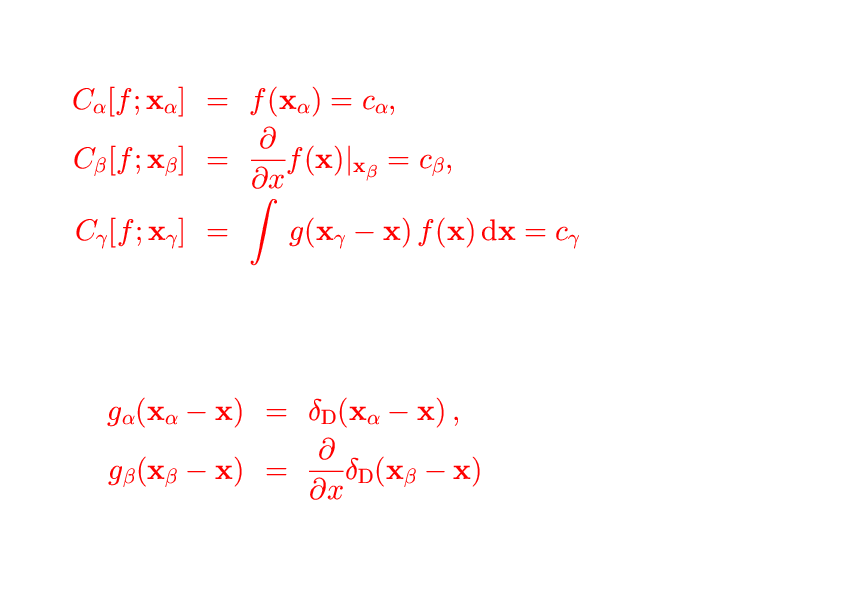 C_α[f; 𝐱_α] = f(𝐱_α) = c_α,
C_β[f; 𝐱_β] = ∂/∂x f(𝐱)|_{𝐱_β} = c_β,
C_γ[f; 𝐱_γ] = ∫ g(𝐱_γ − 𝐱) f(𝐱) d𝐱 = c_γ
g_α(𝐱_α − 𝐱) = δ_D(𝐱_α − 𝐱) ,
g_β(𝐱_β − 𝐱) = ∂/∂x δ_D(𝐱_β − 𝐱)